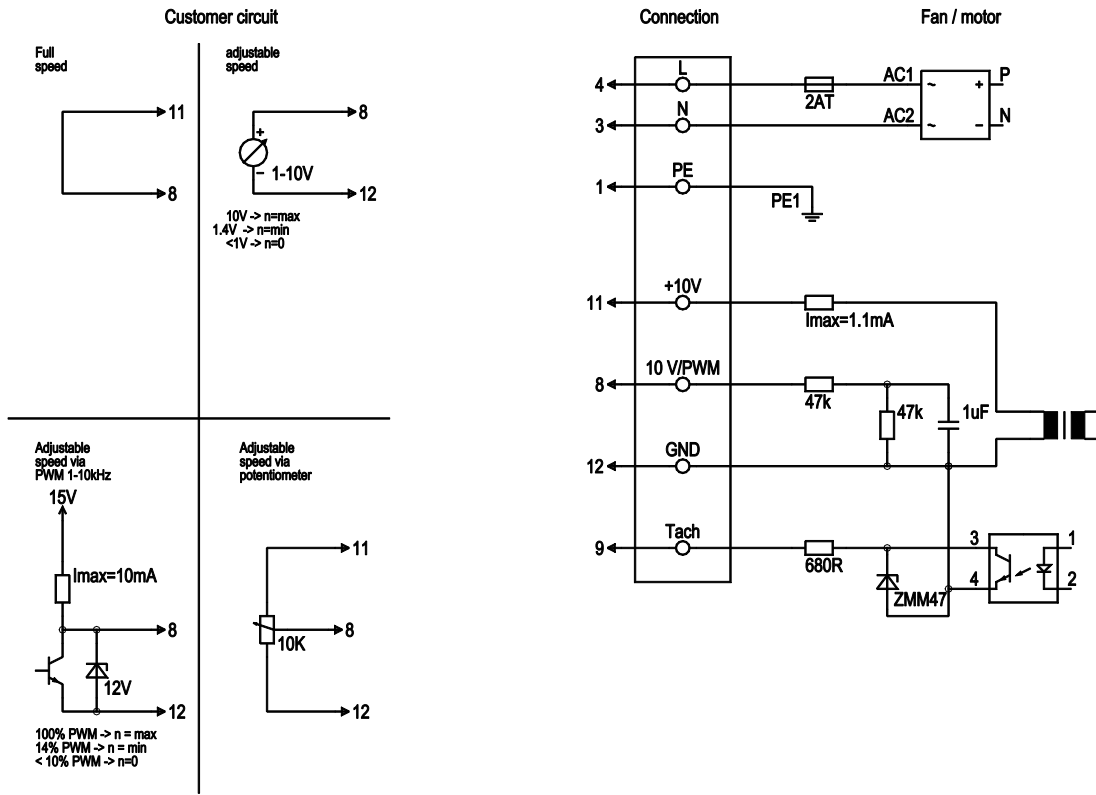 Customer circuit
Connection
Fan / motor
Full
speed
11
8
adjustable
speed
8
+
−
1-10V
12
10V -> n=max
1.4V -> n=min
<1V -> n=0
Adjustable
speed via
PWM 1-10kHz
15V
Imax=10mA
8
12V
12
100% PWM -> n = max
14% PWM -> n = min
< 10% PWM -> n=0
Adjustable
speed via
potentiometer
11
8
10K
12
4
L
2AT
AC1
~
+
P
3
N
AC2
~
−
N
1
PE
PE1
11
+10V
Imax=1.1mA
8
10 V/PWM
47k
47k
1uF
12
GND
9
Tach
680R
ZMM47
3
4
1
2